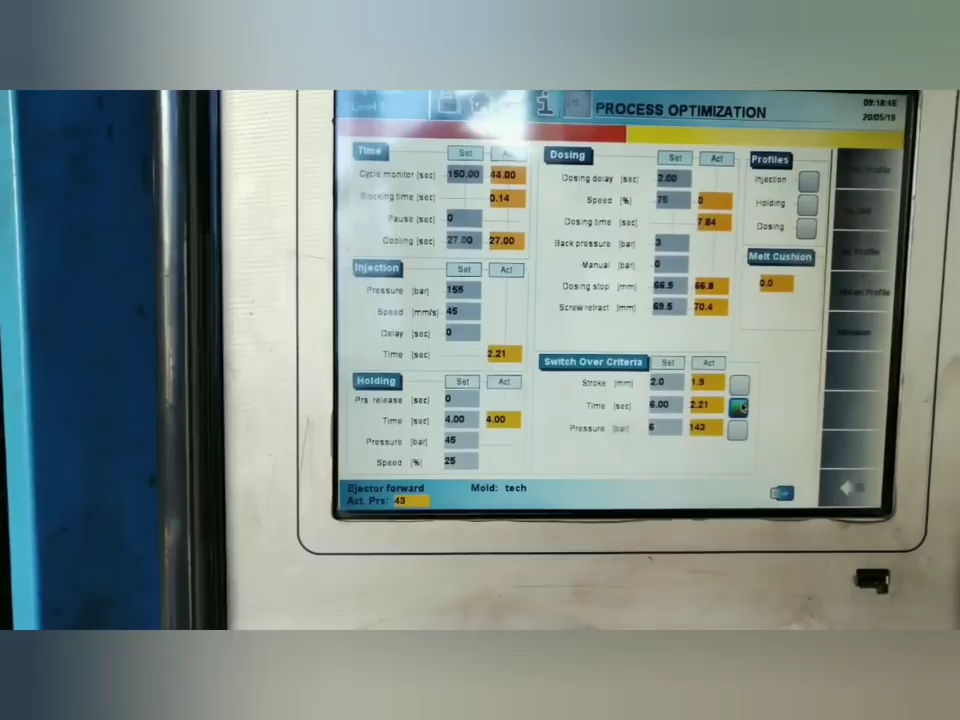 PROCESS OPTIMIZATION
09:18:46
20/05/19
Time
Set Act
Cycle monitor [sec] 150.00 44.00
Blocking time [sec] 0.14
Pause [sec] 0
Cooling [sec] 27.00 27.00
Injection
Set Act
Pressure [bar] 155
Speed [mm/s] 45
Delay [sec] 0
Time [sec] 2.21
Holding
Set Act
Prs release [sec] 0
Time [sec] 4.00 4.00
Pressure [bar] 45
Speed [%] 25
Dosing
Set Act
Dosing delay [sec] 2.00
Speed [%] 75 0
Dosing time [sec] 7.84
Back pressure [bar] 3
Manual [bar] 0
Dosing stop [mm] 66.5 66.8
Screw retract [mm] 69.5 70.4
Profiles
Injection
Holding
Dosing
Melt Cushion
0.0
Switch Over Criteria
Set Act
Stroke [mm] 2.0 1.9
Time [sec] 6.00 2.21
Pressure [bar] 6 143
Ejector forward
Mold: tech
Act. Prs: 43